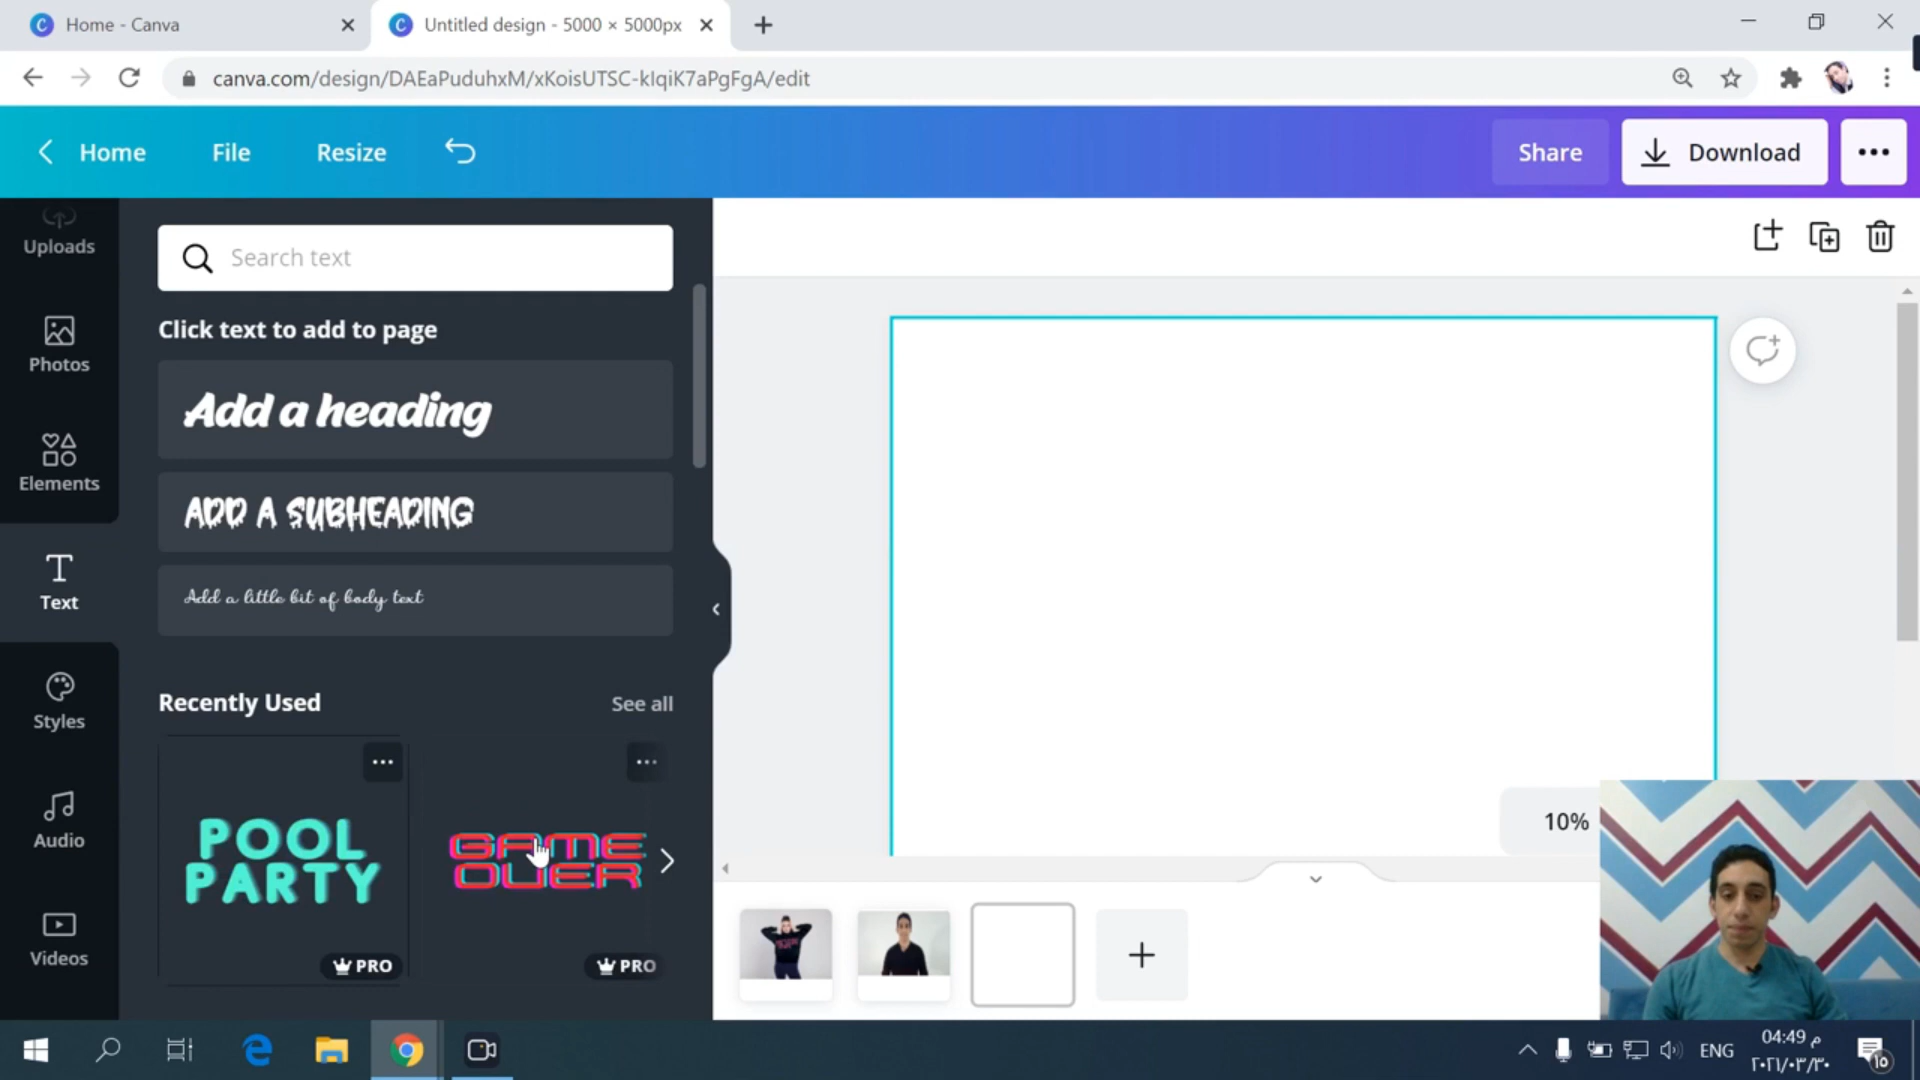 Home - Canva
Untitled design - 5000 × 5000px
canva.com/design/DAEaPuduhxM/xKoisUTSC-kIqiK7aPgFgA/edit
Home
File
Resize
Share
Download
Uploads
Search text
Photos
Click text to add to page
Add a heading
Elements
ADD A SUBHEADING
Text
Add a little bit of body text
Styles
Recently Used
See all
Audio
POOL
PARTY
GAME
OVER
10%
Videos
PRO
PRO
ENG
04:49 م
٢٠٢١/٠٣/٣٠
١٥